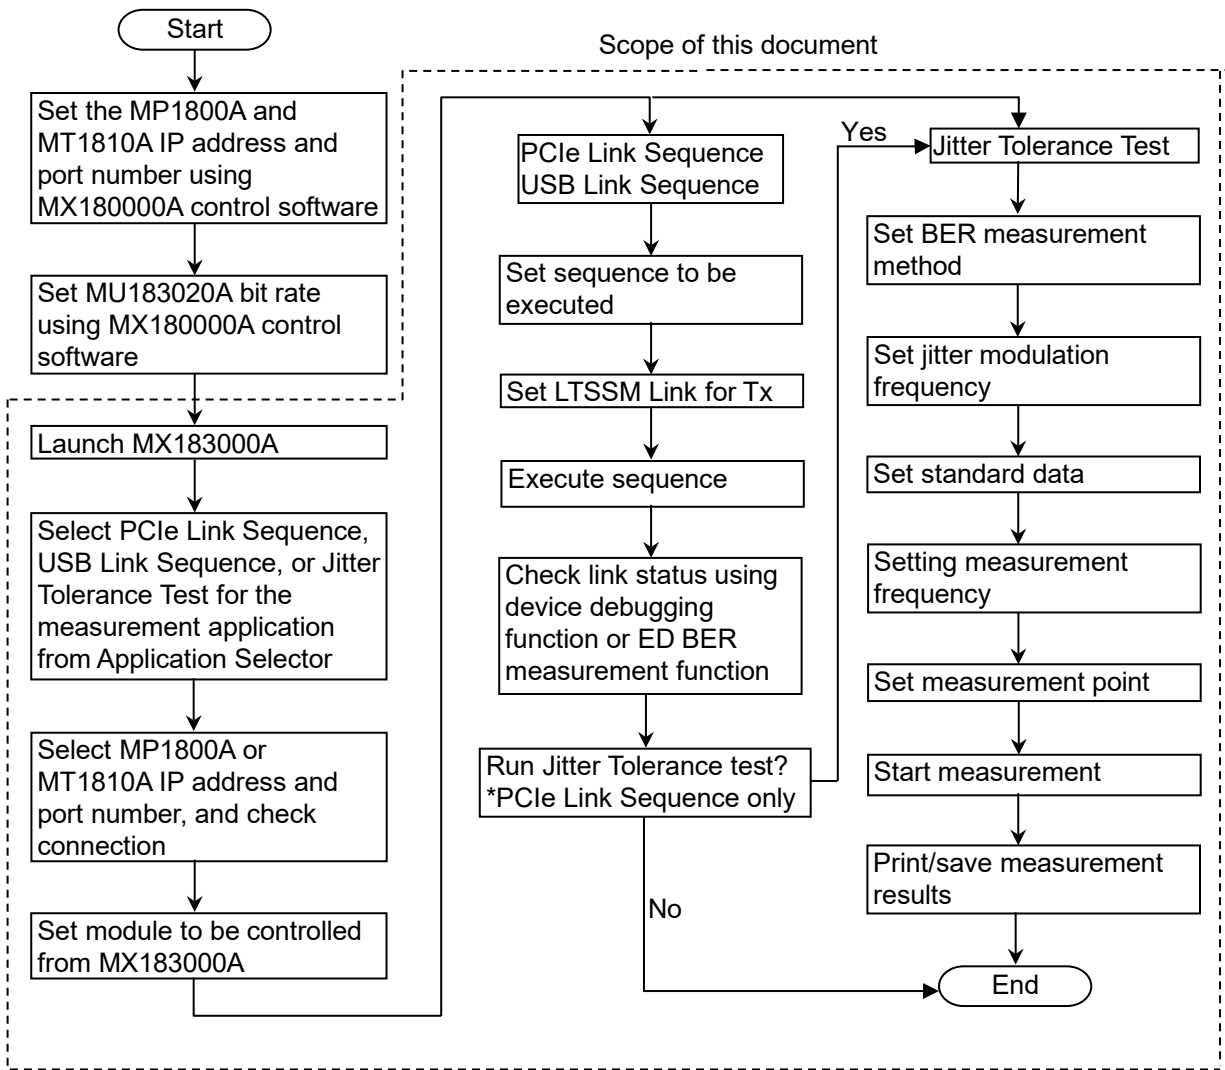 Start
Set the MP1800A and
MT1810A IP address and
port number using
MX180000A control software
Set MU183020A bit rate
using MX180000A control
software
Launch MX183000A
Select PCIe Link Sequence,
USB Link Sequence, or Jitter
Tolerance Test for the
measurement application
from Application Selector
Select MP1800A or
MT1810A IP address and
port number, and check
connection
Set module to be controlled
from MX183000A
Scope of this document
PCIe Link Sequence
USB Link Sequence
Set sequence to be
executed
Set LTSSM Link for Tx
Execute sequence
Check link status using
device debugging
function or ED BER
measurement function
Run Jitter Tolerance test?
*PCIe Link Sequence only
Yes
No
Jitter Tolerance Test
Set BER measurement
method
Set jitter modulation
frequency
Set standard data
Setting measurement
frequency
Set measurement point
Start measurement
Print/save measurement
results
End